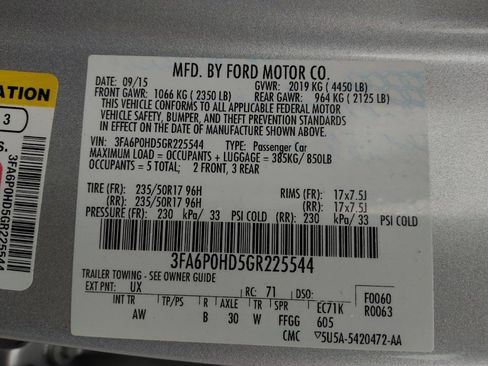 MFD. BY FORD MOTOR CO.
DATE: 09/15 GVWR: 2019 KG ( 4450 LB)
FRONT GAWR: 1066 KG ( 2350 LB) REAR GAWR: 964 KG ( 2125 LB)
THIS VEHICLE CONFORMS TO ALL APPLICABLE FEDERAL MOTOR
VEHICLE SAFETY, BUMPER, AND THEFT PREVENTION STANDARDS
IN EFFECT ON THE DATE OF MANUFACTURE SHOWN ABOVE.
VIN: 3FA6P0HD5GR225544 TYPE: Passenger Car
MAXIMUM LOAD = OCCUPANTS + LUGGAGE = 385KG/ 850LB
OCCUPANTS = 5 TOTAL; 2 FRONT, 3 REAR
TIRE (FR): 235/50R17 96H RIMS (FR): 17x7.5J
(RR): 235/50R17 96H (RR): 17x7.5J
PRESSURE (FR): 230 kPa/ 33 PSI COLD (RR): 230 kPa/ 33 PSI COLD
3FA6P0HD5GR225544
TRAILER TOWING - SEE OWNER GUIDE
EXT PNT: UX RC: 71 DSO: F0060
INT TR TP/PS R AXLE TR SPR EC71K R0063
AW B 30 W FFGG 605
CMC 5U5A-5420472-AA
ATION
3
S.
3FA6P0HD5GR225544